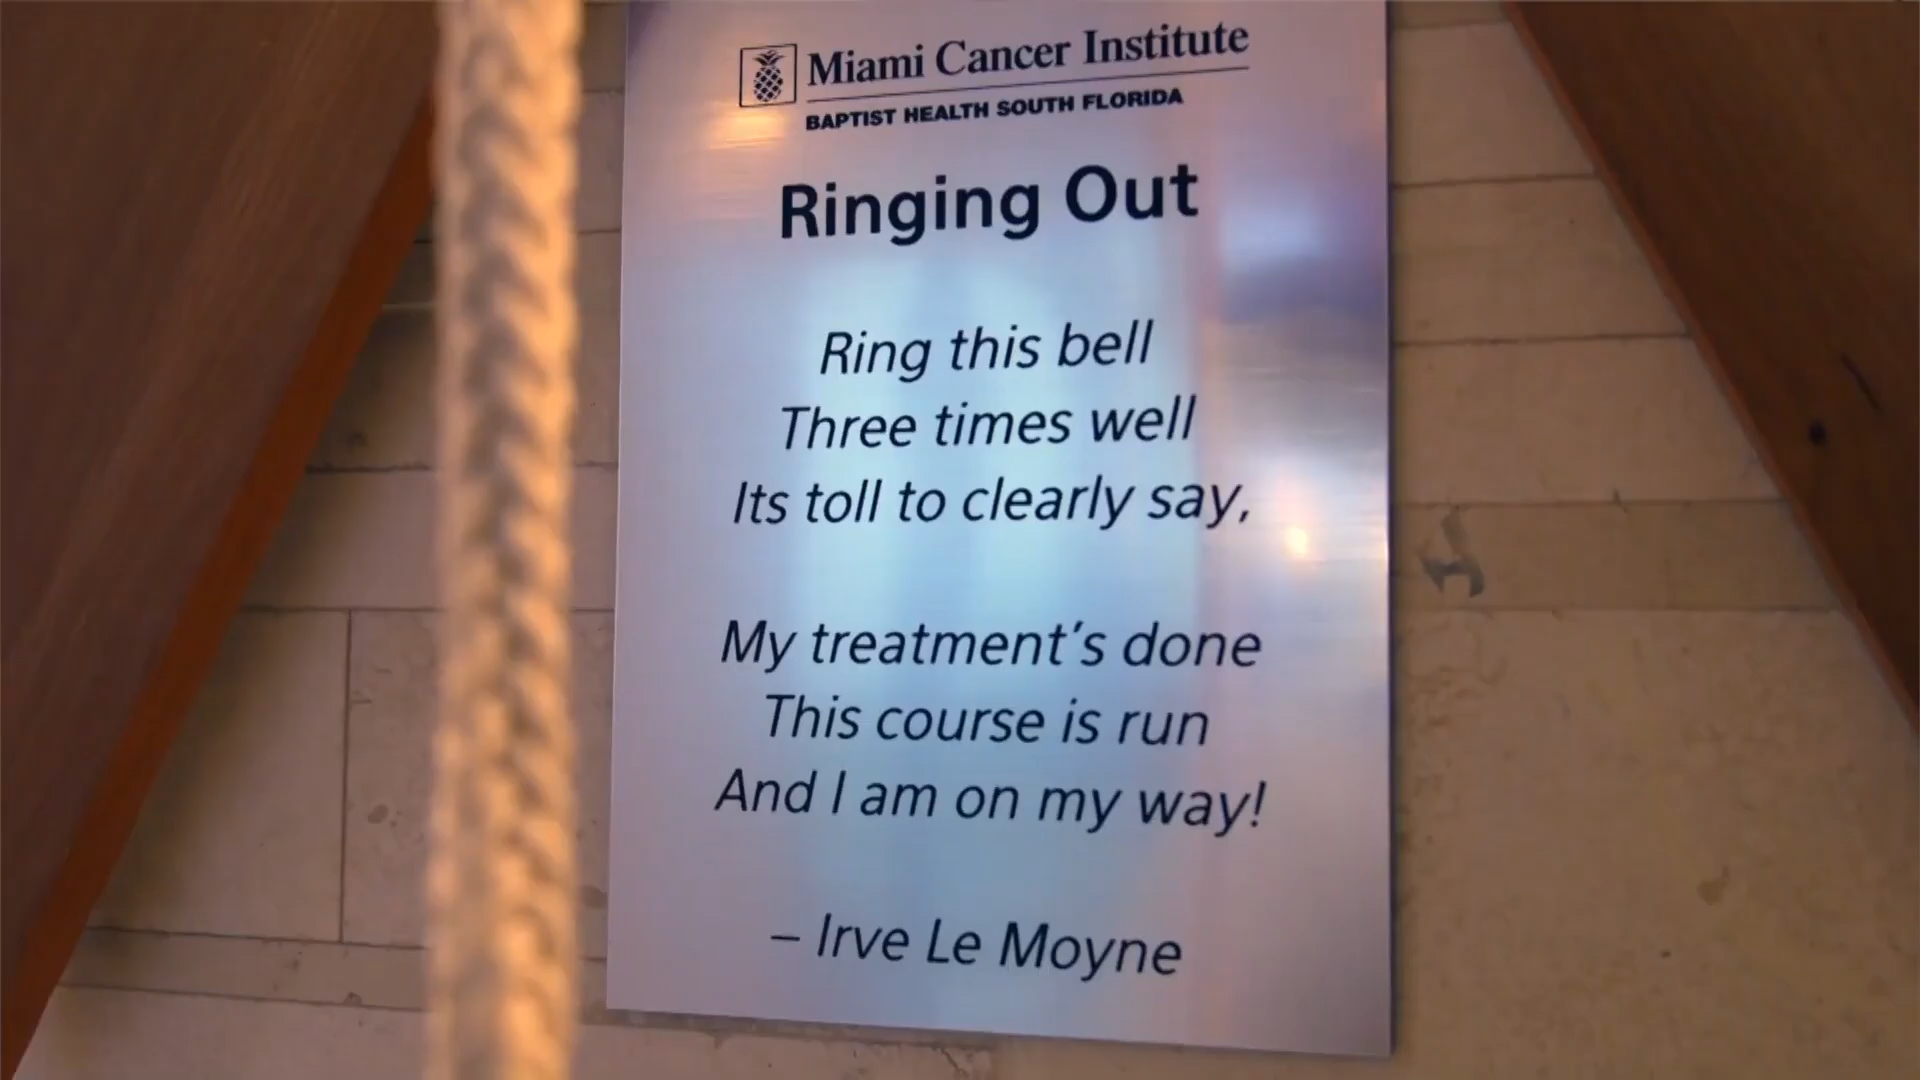 Miami Cancer Institute
BAPTIST HEALTH SOUTH FLORIDA
Ringing Out
Ring this bell
Three times well
Its toll to clearly say,
My treatment's done
This course is run
And I am on my way!
– Irve Le Moyne